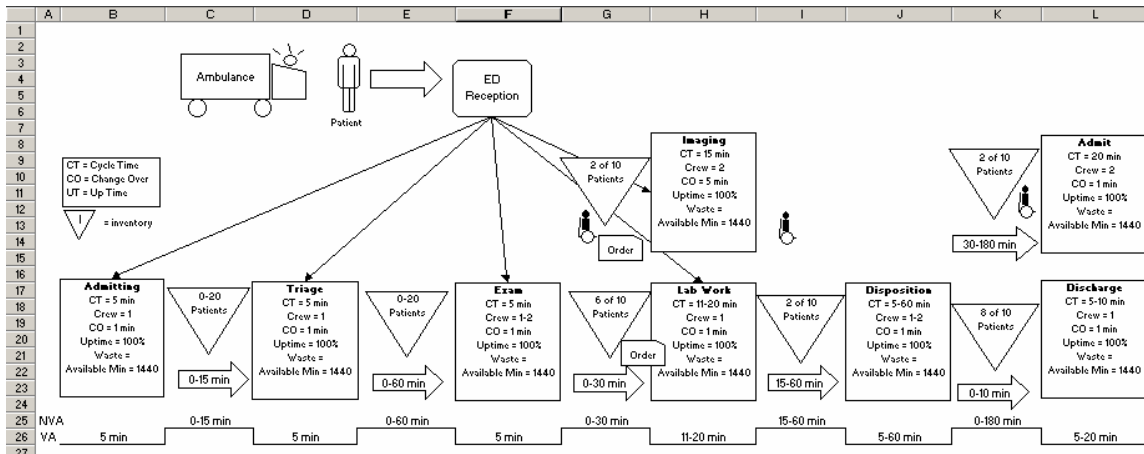 A B C D E F G H I J K L
1
2
3
4
5
6
7
8
9
10
11
12
13
14
15
16
17
18
19
20
21
22
23
24
25
26
27
Ambulance
Patient
ED
Reception
CT = Cycle Time
CO = Change Over
UT = Up Time
I
= inventory
2 of 10
Patients
Order
Imaging
CT = 15 min
Crew = 2
CO = 5 min
Uptime = 100%
Waste =
Available Min = 1440
2 of 10
Patients
30-180 min
Admit
CT = 20 min
Crew = 2
CO = 1 min
Uptime = 100%
Waste =
Available Min = 1440
Admitting
CT = 5 min
Crew = 1
CO = 1 min
Uptime = 100%
Waste =
Available Min = 1440
0-20
Patients
0-15 min
Triage
CT = 5 min
Crew = 1
CO = 1 min
Uptime = 100%
Waste =
Available Min = 1440
0-20
Patients
0-60 min
Exam
CT = 5 min
Crew = 1-2
CO = 1 min
Uptime = 100%
Waste =
Available Min = 1440
6 of 10
Patients
Order
0-30 min
Lab Work
CT = 11-20 min
Crew = 1
CO = 1 min
Uptime = 100%
Waste =
Available Min = 1440
2 of 10
Patients
15-60 min
Disposition
CT = 5-60 min
Crew = 1-2
CO = 1 min
Uptime = 100%
Waste =
Available Min = 1440
8 of 10
Patients
0-10 min
Discharge
CT = 5-10 min
Crew = 1
CO = 1 min
Uptime = 100%
Waste =
Available Min = 1440
NVA 0-15 min 0-60 min 0-30 min 15-60 min 0-180 min
VA 5 min 5 min 5 min 11-20 min 5-60 min 5-20 min